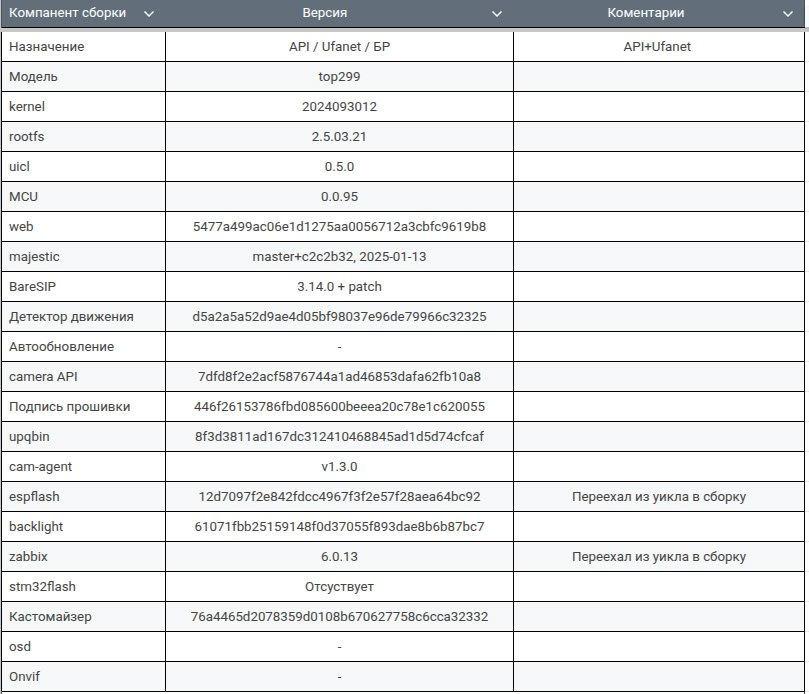 Компанент сборки Версия Коментарии
Назначение API / Ufanet / БР API+Ufanet
Модель top299
kernel 2024093012
rootfs 2.5.03.21
uicl 0.5.0
MCU 0.0.95
web 5477a499ac06e1d1275aa0056712a3cbfc9619b8
majestic master+c2c2b32, 2025-01-13
BareSIP 3.14.0 + patch
Детектор движения d5a2a5a52d9ae4d05bf98037e96de79966c32325
Автообновление -
camera API 7dfd8f2e2acf5876744a1ad46853dafa62fb10a8
Подпись прошивки 446f26153786fbd085600beeea20c78e1c620055
upqbin 8f3d3811ad167dc312410468845ad1d5d74cfcaf
cam-agent v1.3.0
espflash 12d7097f2e842fdcc4967f3f2e57f28aea64bc92 Переехал из уикла в сборку
backlight 61071fbb25159148f0d37055f893dae8b6b87bc7
zabbix 6.0.13 Переехал из уикла в сборку
stm32flash Отсуствует
Кастомайзер 76a4465d2078359d0108b670627758c6cca32332
osd -
Onvif -